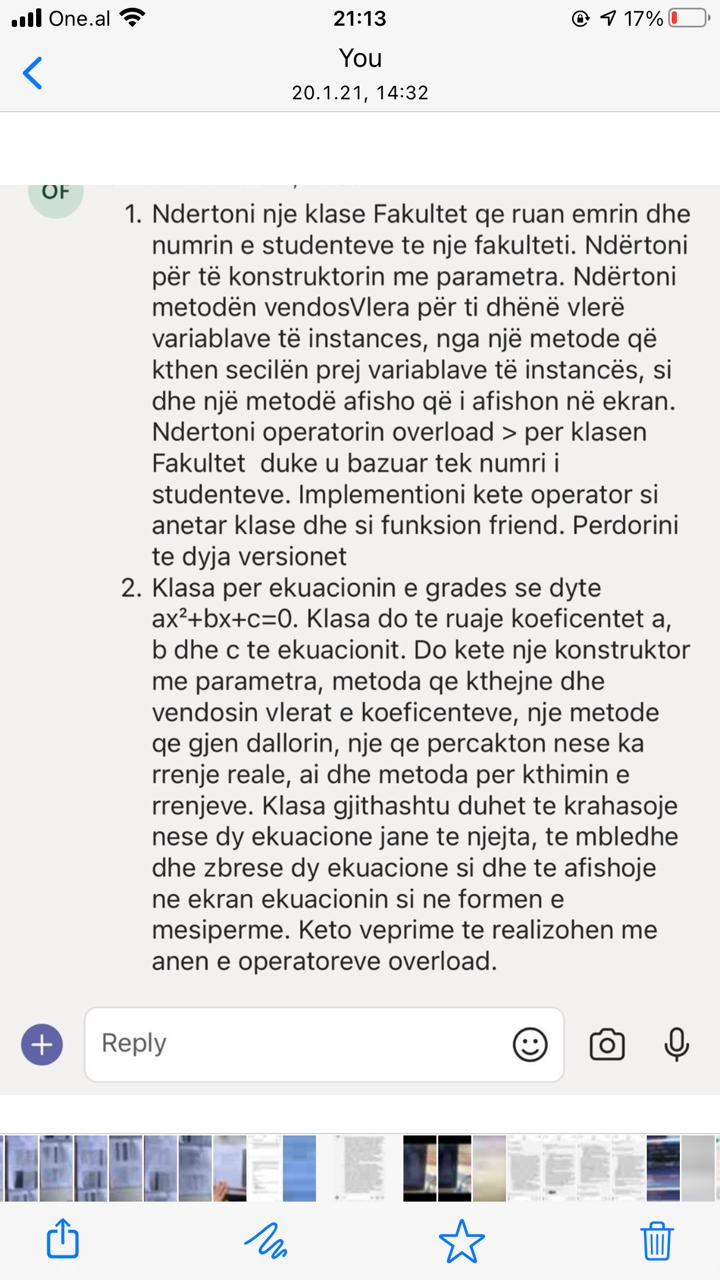 One.al 21:13 17%
You
20.1.21, 14:32
OF
1. Ndertoni nje klase Fakultet qe ruan emrin dhe
numrin e studenteve te nje fakulteti. Ndërtoni
për të konstruktorin me parametra. Ndërtoni
metodën vendosVlera për ti dhënë vlerë
variablave të instances, nga një metode që
kthen secilën prej variablave të instancës, si
dhe një metodë afisho që i afishon në ekran.
Ndertoni operatorin overload > per klasen
Fakultet duke u bazuar tek numri i
studenteve. Implementioni kete operator si
anetar klase dhe si funksion friend. Perdorini
te dyja versionet
2. Klasa per ekuacionin e grades se dyte
ax²+bx+c=0. Klasa do te ruaje koeficentet a,
b dhe c te ekuacionit. Do kete nje konstruktor
me parametra, metoda qe kthejne dhe
vendosin vlerat e koeficenteve, nje metode
qe gjen dallorin, nje qe percakton nese ka
rrenje reale, ai dhe metoda per kthimin e
rrenjeve. Klasa gjithashtu duhet te krahasoje
nese dy ekuacione jane te njejta, te mbledhe
dhe zbrese dy ekuacione si dhe te afishoje
ne ekran ekuacionin si ne formen e
mesiperme. Keto veprime te realizohen me
anen e operatoreve overload.
Reply